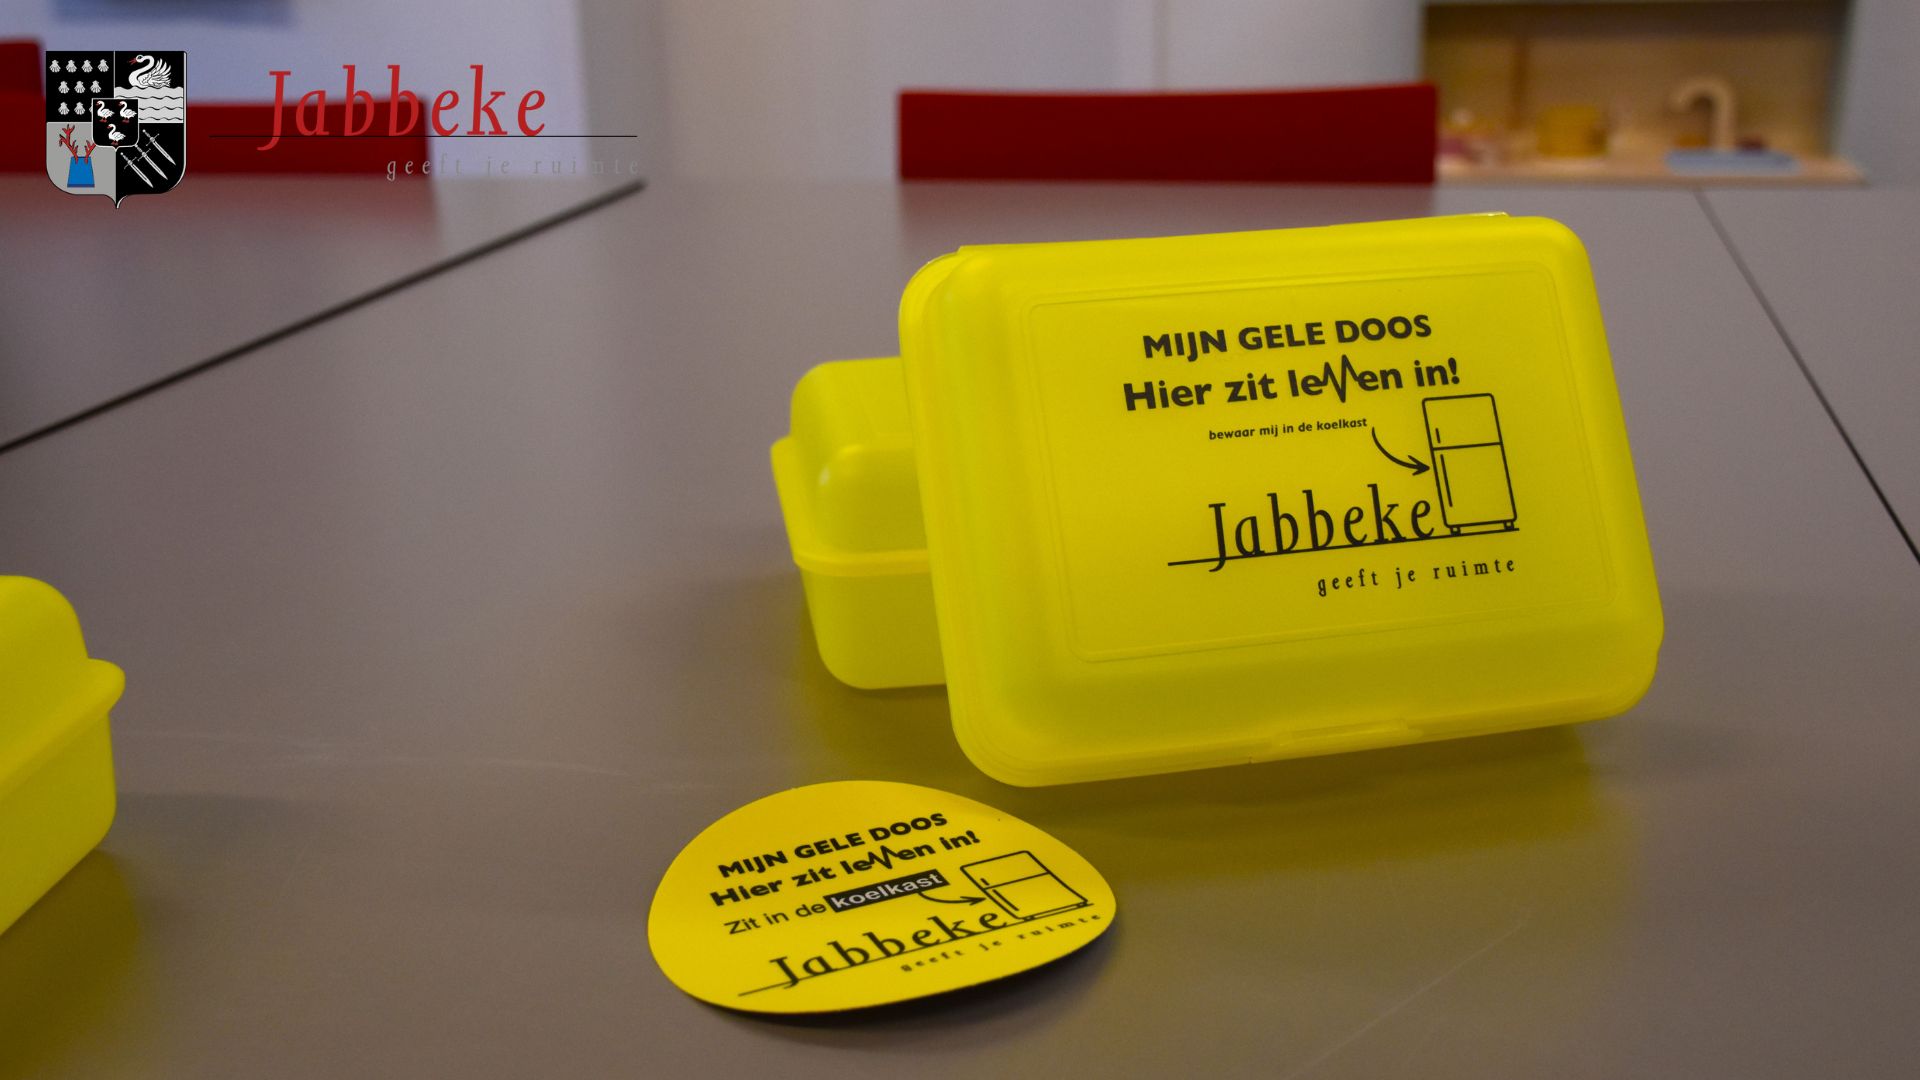 Jabbeke
geeft je ruimte
MIJN GELE DOOS
Hier zit leven in!
bewaar mij in de koelkast
Jabbeke
geeft je ruimte
MIJN GELE DOOS
Hier zit leven in!
Zit in de koelkast
Jabbeke
geeft je ruimte